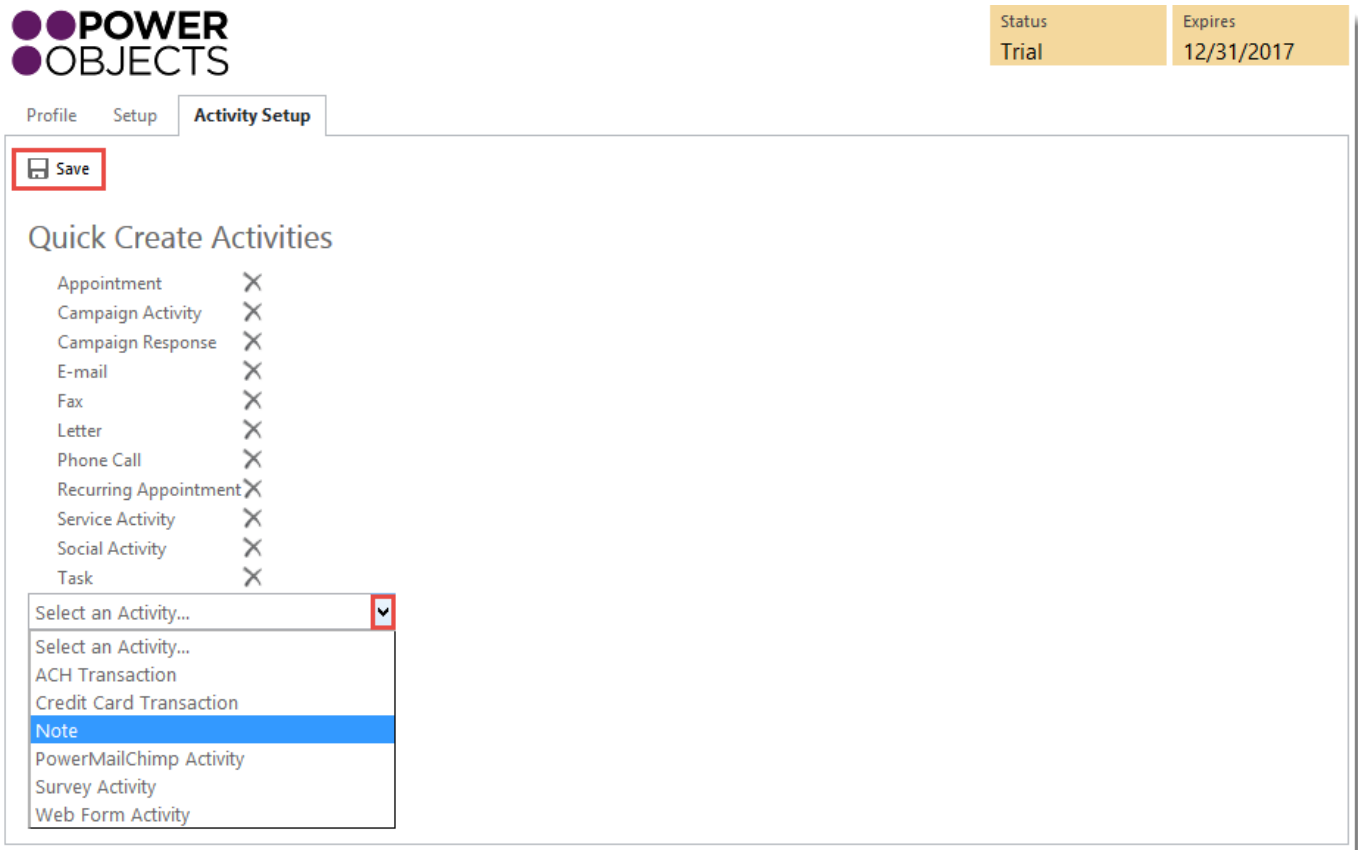 POWER
OBJECTS
Status
Trial
Expires
12/31/2017
Profile
Setup
Activity Setup
Save
Quick Create Activities
Appointment
Campaign Activity
Campaign Response
E-mail
Fax
Letter
Phone Call
Recurring Appointment
Service Activity
Social Activity
Task
Select an Activity...
Select an Activity...
ACH Transaction
Credit Card Transaction
Note
PowerMailChimp Activity
Survey Activity
Web Form Activity